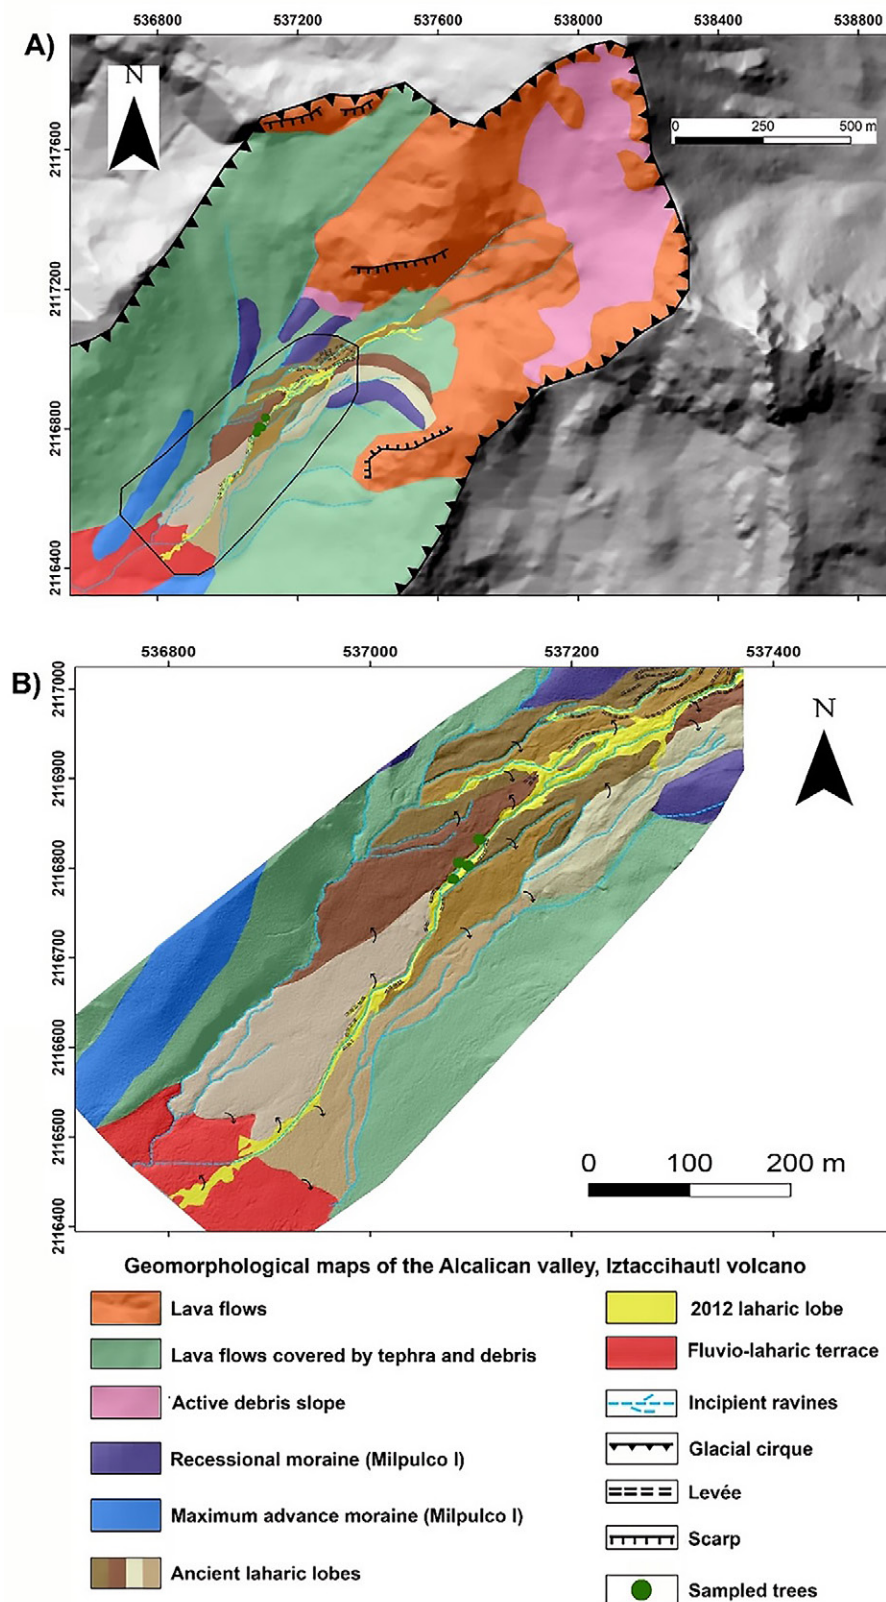 A)
536800 537200 537600 538000 538400 538800
N
0 250 500 m
2117600
2117200
2116800
2116400
B)
536800 537000 537200 537400
N
2117000
2116900
2116800
2116700
2116600
2116500
2116400
0 100 200 m
Geomorphological maps of the Alcalican valley, Iztaccihautl volcano
Lava flows
Lava flows covered by tephra and debris
Active debris slope
Recessional moraine (Milpulco I)
Maximum advance moraine (Milpulco I)
Ancient laharic lobes
2012 laharic lobe
Fluvio-laharic terrace
Incipient ravines
Glacial cirque
Levée
Scarp
Sampled trees